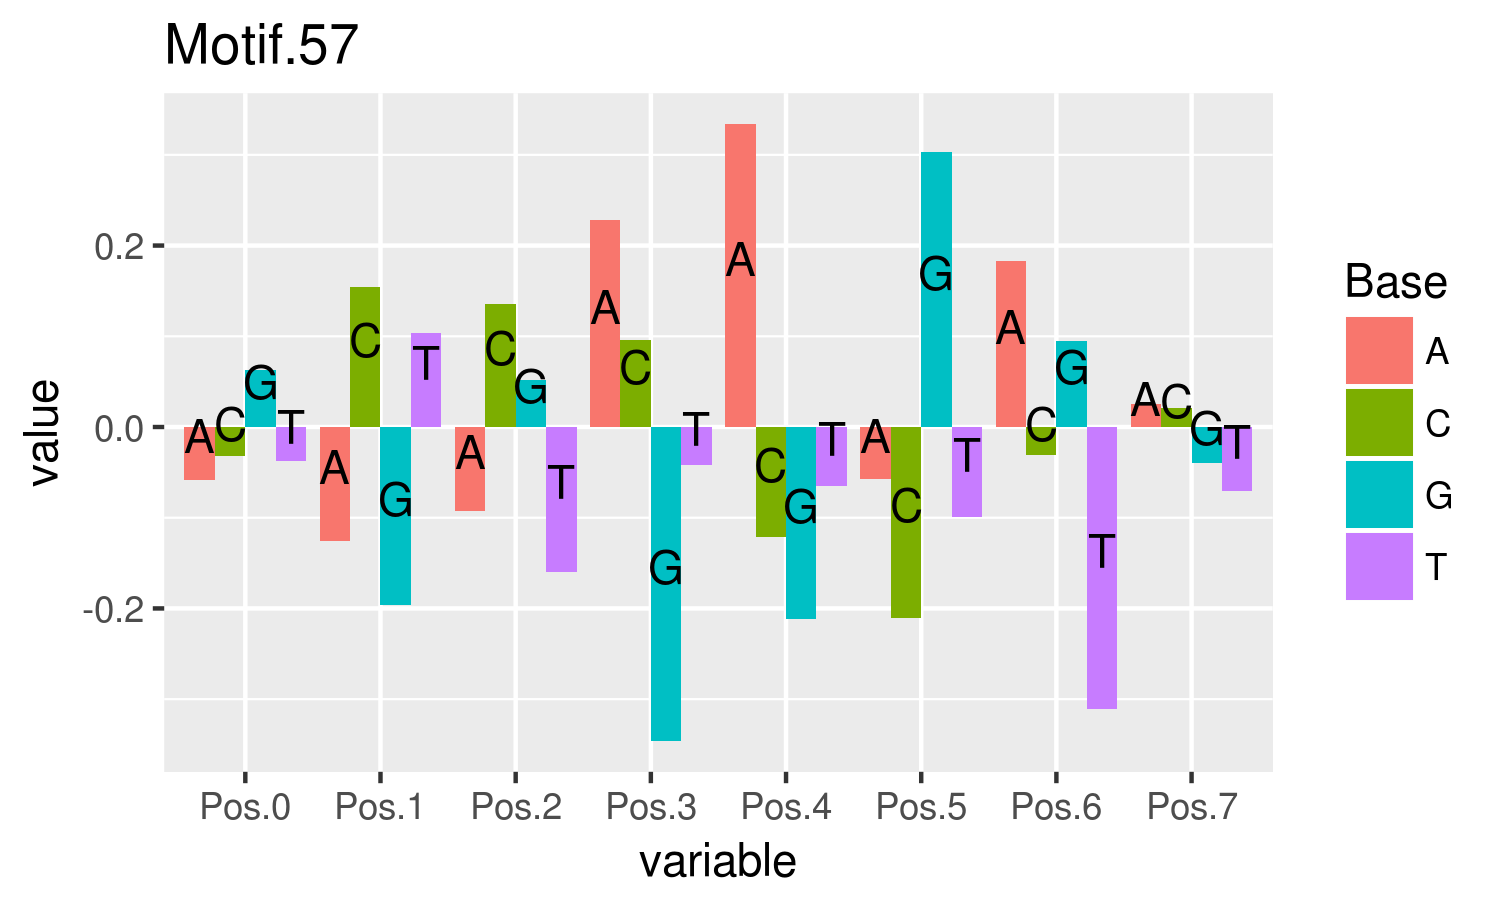 Motif.57
value
0.2
0.0
-0.2
A C G T
A C G T
A C G T
A C G T
A C G T
A C G T
A C G T
A C G T
Pos.0 Pos.1 Pos.2 Pos.3 Pos.4 Pos.5 Pos.6 Pos.7
variable
Base
A
C
G
T